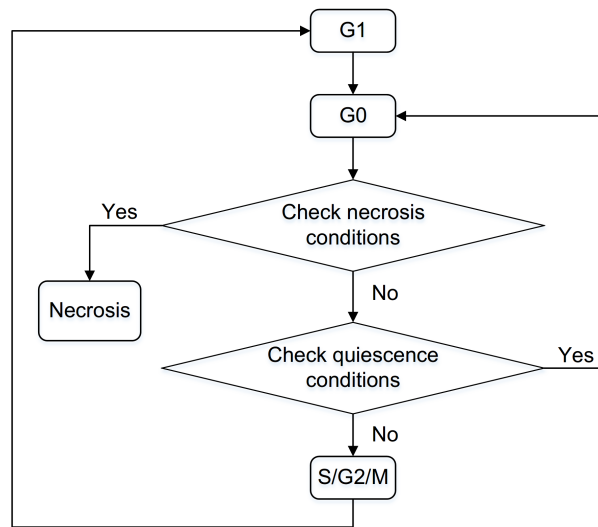 G1
G0
Check necrosis
conditions
Yes
No
Necrosis
Check quiescence
conditions
Yes
No
S/G2/M